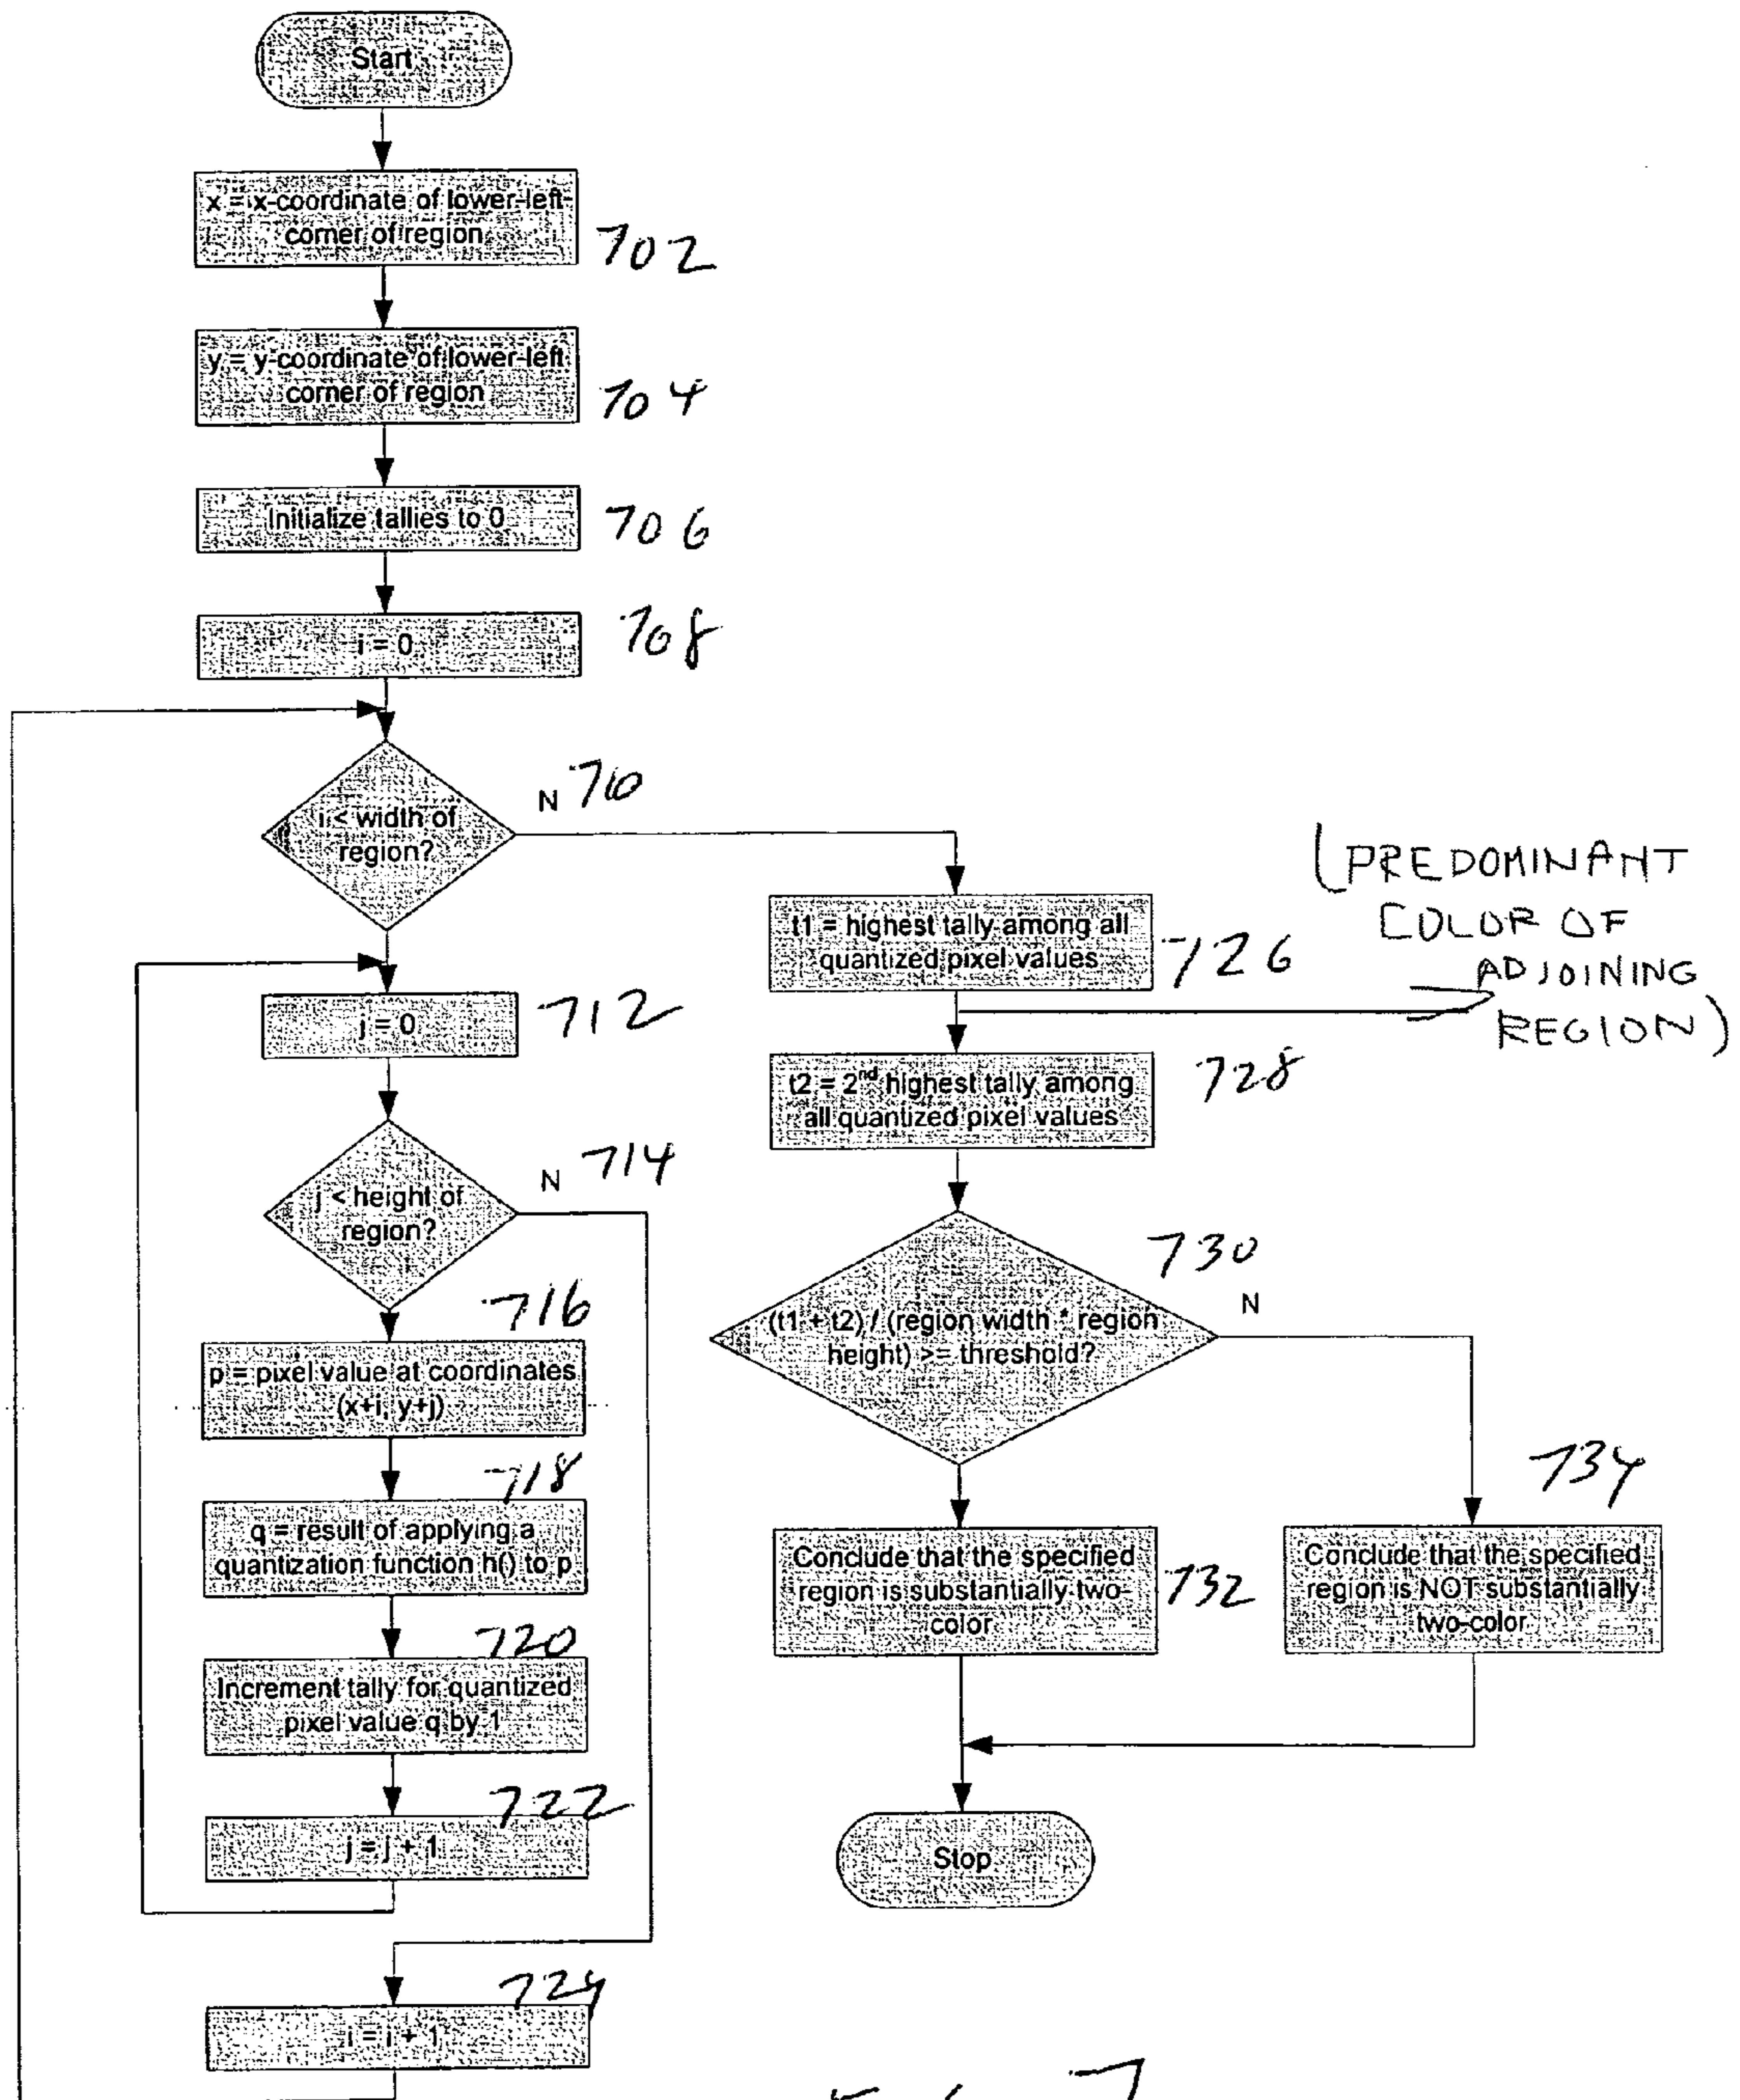 Start
x = x-coordinate of lower-left-
corner of region
702
y = y-coordinate of lower-left
corner of region
704
Initialize tallies to 0
706
i = 0
708
i < width of
region?
N
710
j = 0
712
j < height of
region?
N
714
716
p = pixel value at coordinates
(x+i, y+j)
718
q = result of applying a
quantization function h() to p
720
Increment tally for quantized
pixel value q by 1
722
j = j + 1
724
i = i + 1
t1 = highest tally among all
quantized pixel values
726
(PREDOMINANT
COLOR OF
ADJOINING
REGION)
t2 = 2nd highest tally among
all quantized pixel values
728
730
(t1 + t2) / (region width * region
height) >= threshold?
N
Conclude that the specified
region is substantially two-
color
732
734
Conclude that the specified
region is NOT substantially
two-color
Stop
7